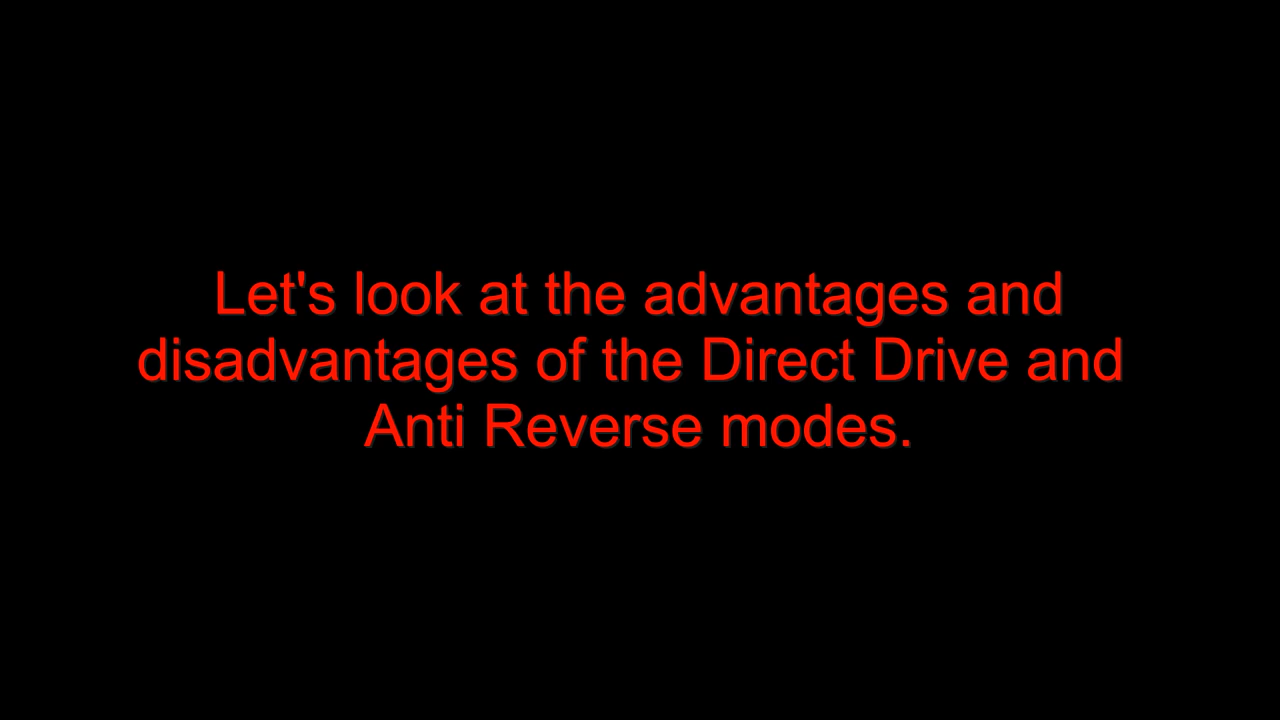 Let's look at the advantages and
disadvantages of the Direct Drive and
Anti Reverse modes.